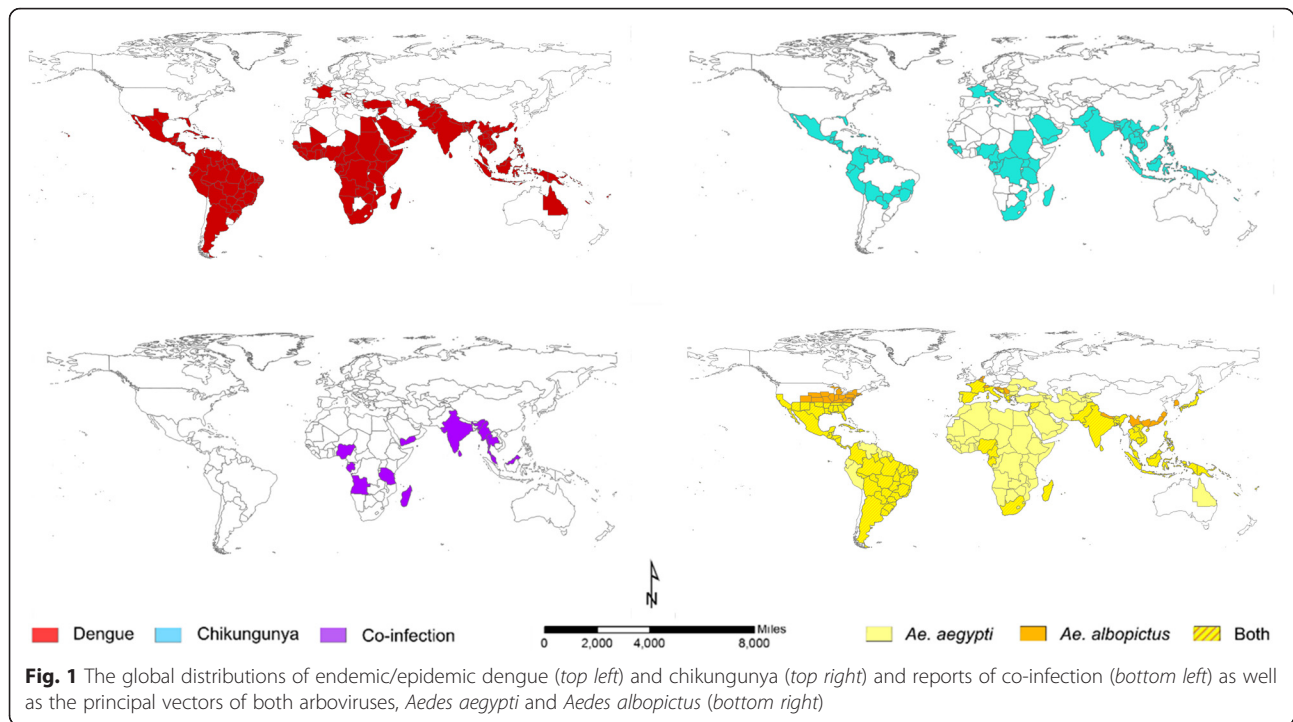 N
Miles
0 2,000 4,000 8,000
Dengue Chikungunya Co-infection
Ae. aegypti Ae. albopictus Both
Fig. 1 The global distributions of endemic/epidemic dengue (top left) and chikungunya (top right) and reports of co-infection (bottom left) as well
as the principal vectors of both arboviruses, Aedes aegypti and Aedes albopictus (bottom right)